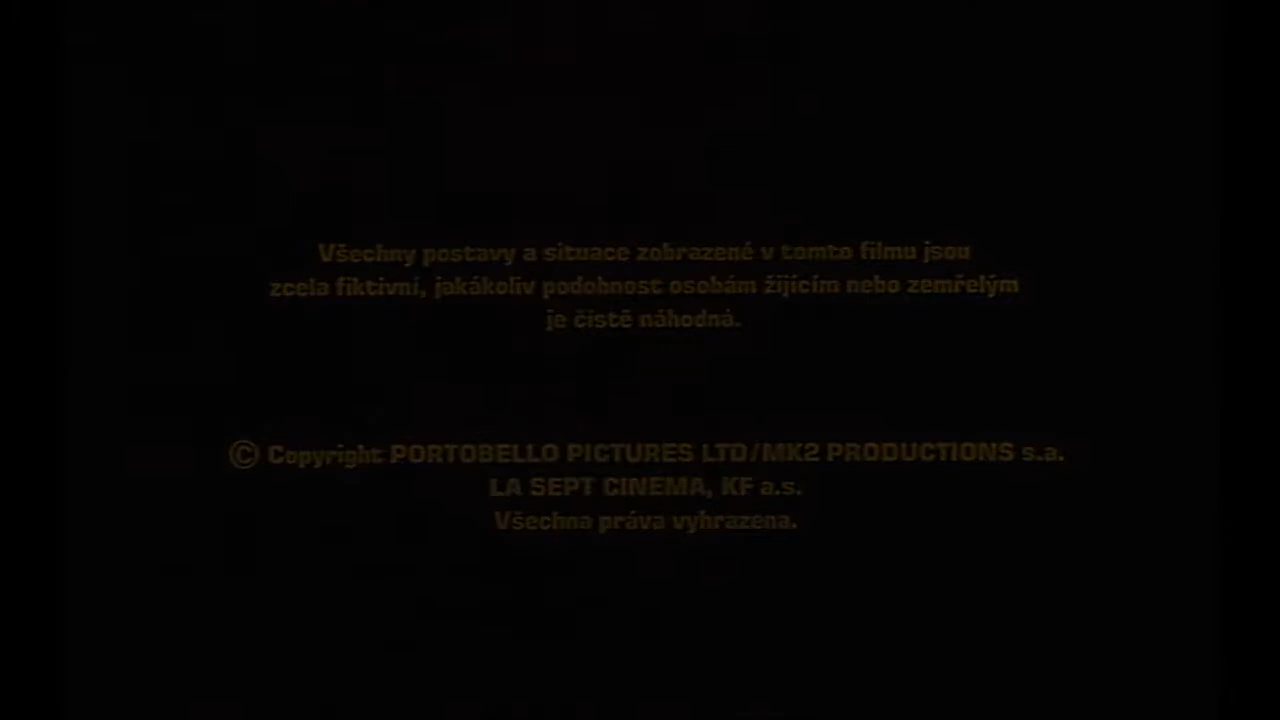 Všechny postavy a situace zobrazené v tomto filmu jsou
zcela fiktivní, jakákoliv podobnost osobám žijícím nebo zemřelým
je čistě náhodná.
© Copyright PORTOBELLO PICTURES LTD/MK2 PRODUCTIONS s.a.
LA SEPT CINÉMA, KF a.s.
Všechna práva vyhrazena.